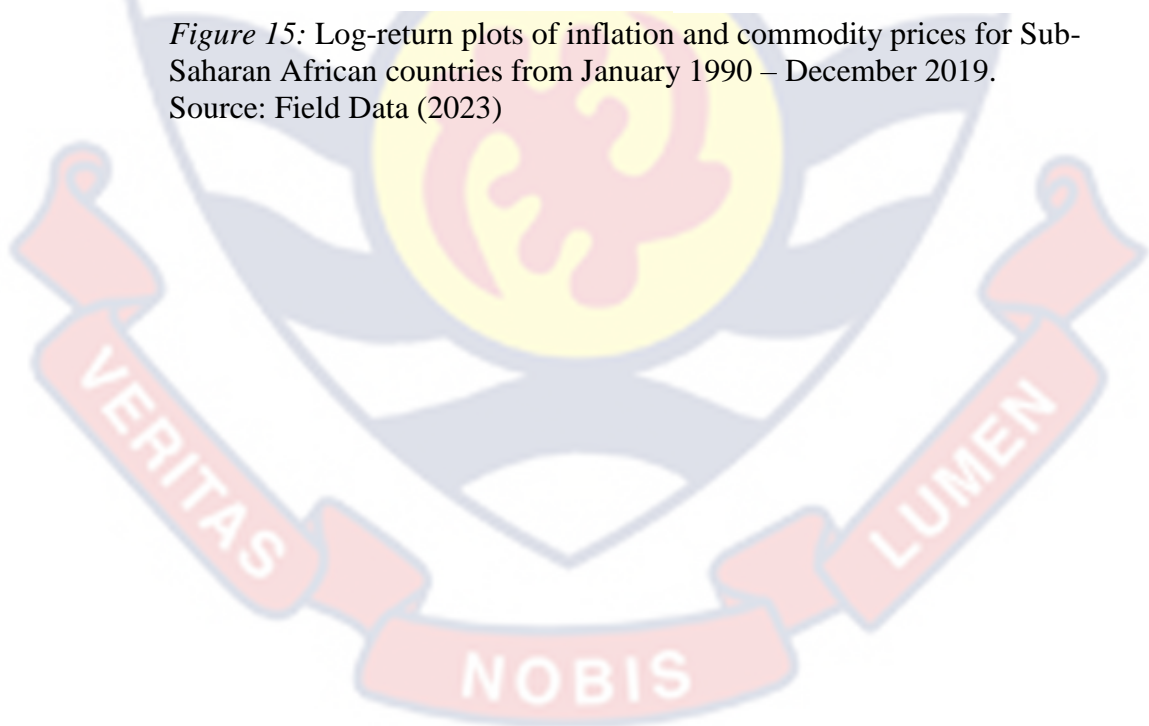 Figure 15: Log-return plots of inflation and commodity prices for Sub-
Saharan African countries from January 1990 – December 2019.
Source: Field Data (2023)
VERITAS
NOBIS
LUMEN